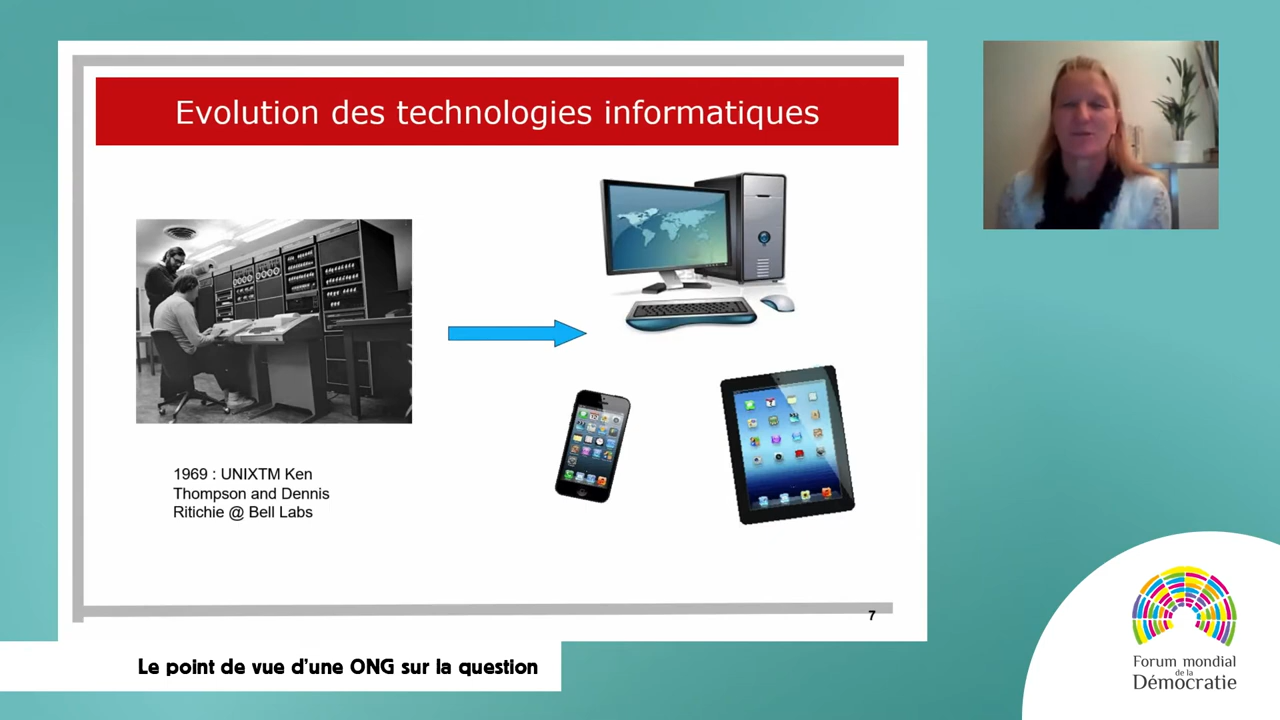 Evolution des technologies informatiques
1969 : UNIXTM Ken
Thompson and Dennis
Ritichie @ Bell Labs
7
Le point de vue d'une ONG sur la question
Forum mondial
de la
Démocratie